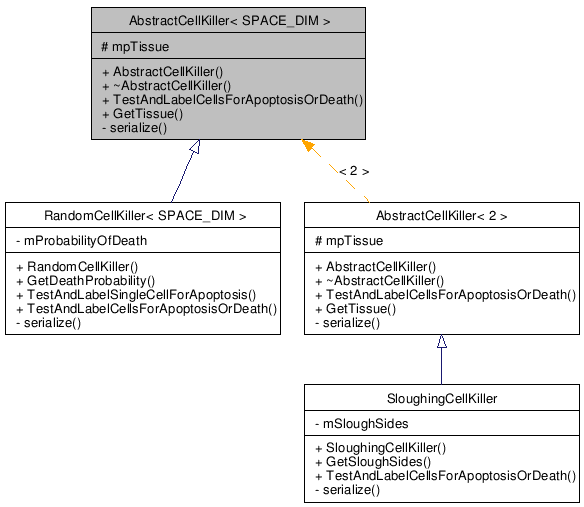 AbstractCellKiller< SPACE_DIM >
# mpTissue
+ AbstractCellKiller()
+ ~AbstractCellKiller()
+ TestAndLabelCellsForApoptosisOrDeath()
+ GetTissue()
- serialize()
< 2 >
RandomCellKiller< SPACE_DIM >
- mProbabilityOfDeath
+ RandomCellKiller()
+ GetDeathProbability()
+ TestAndLabelSingleCellForApoptosis()
+ TestAndLabelCellsForApoptosisOrDeath()
- serialize()
AbstractCellKiller< 2 >
# mpTissue
+ AbstractCellKiller()
+ ~AbstractCellKiller()
+ TestAndLabelCellsForApoptosisOrDeath()
+ GetTissue()
- serialize()
SloughingCellKiller
- mSloughSides
+ SloughingCellKiller()
+ GetSloughSides()
+ TestAndLabelCellsForApoptosisOrDeath()
- serialize()